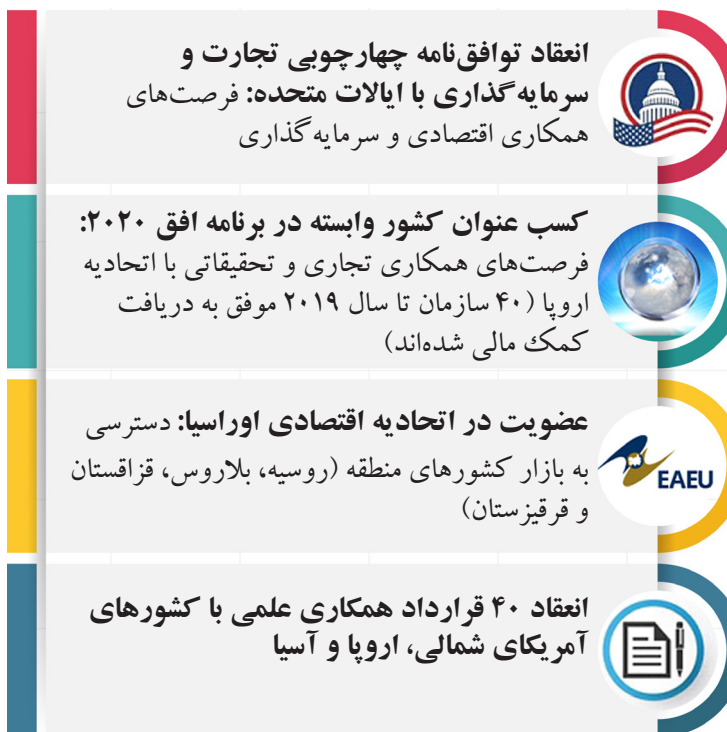 انعقاد توافق‌نامه چهارچوبی تجارت و
سرمایه‌گذاری با ایالات متحده: فرصت‌های
همکاری اقتصادی و سرمایه‌گذاری
کسب عنوان کشور وابسته در برنامه افق ۲۰۲۰:
فرصت‌های همکاری تجاری و تحقیقاتی با اتحادیه
اروپا (۴۰ سازمان تا سال ۲۰۱۹ موفق به دریافت
کمک مالی شده‌اند)
عضویت در اتحادیه اقتصادی اوراسیا: دسترسی
به بازار کشورهای منطقه (روسیه، بلاروس، قزاقستان
و قرقیزستان)
EAEU
انعقاد ۴۰ قرارداد همکاری علمی با کشورهای
آمریکای شمالی، اروپا و آسیا